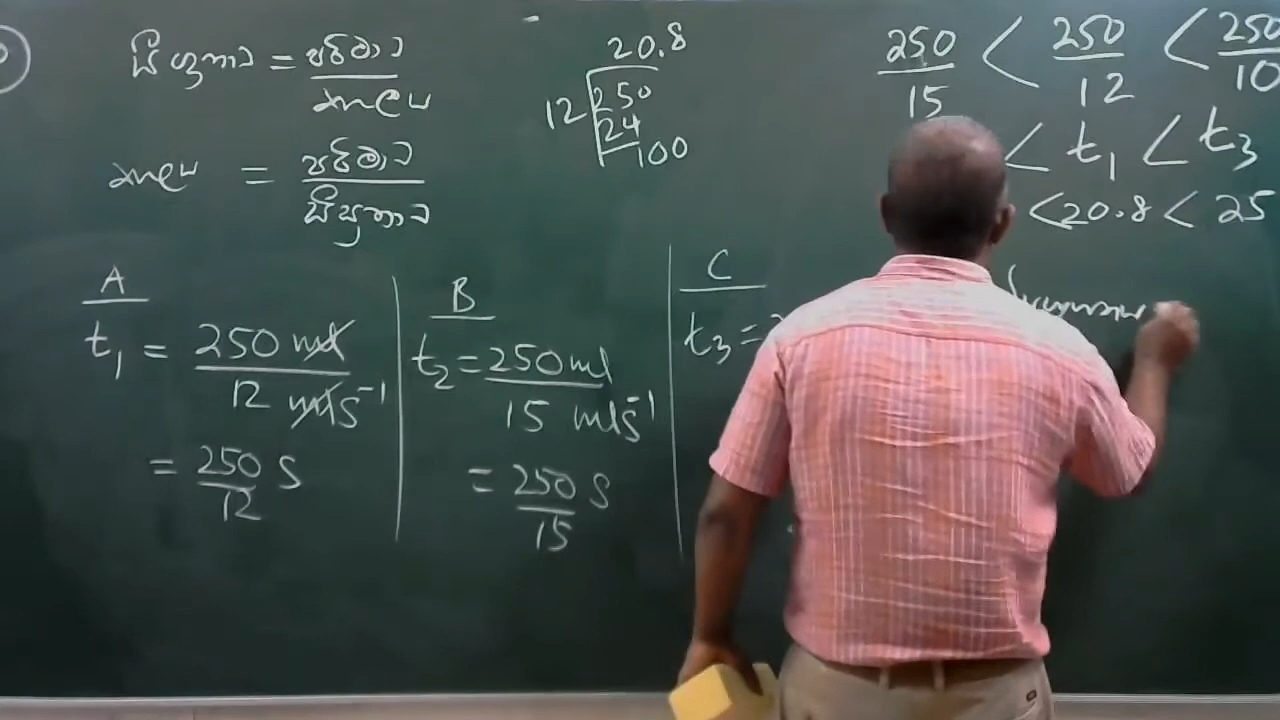 සීඝ්‍රතාව = පරිමාව / කාලය
කාලය = පරිමාව / සීඝ්‍රතාව
20.8
12 250
24
100
250/15 < 250/12 < 250/10
< t₁ < t₃
< 20.8 < 25
A
t₁ = 250 ml / 12 mls⁻¹
= 250/12 s
B
t₂ = 250ml / 15 mls⁻¹
= 250/15 s
C
t₃ =